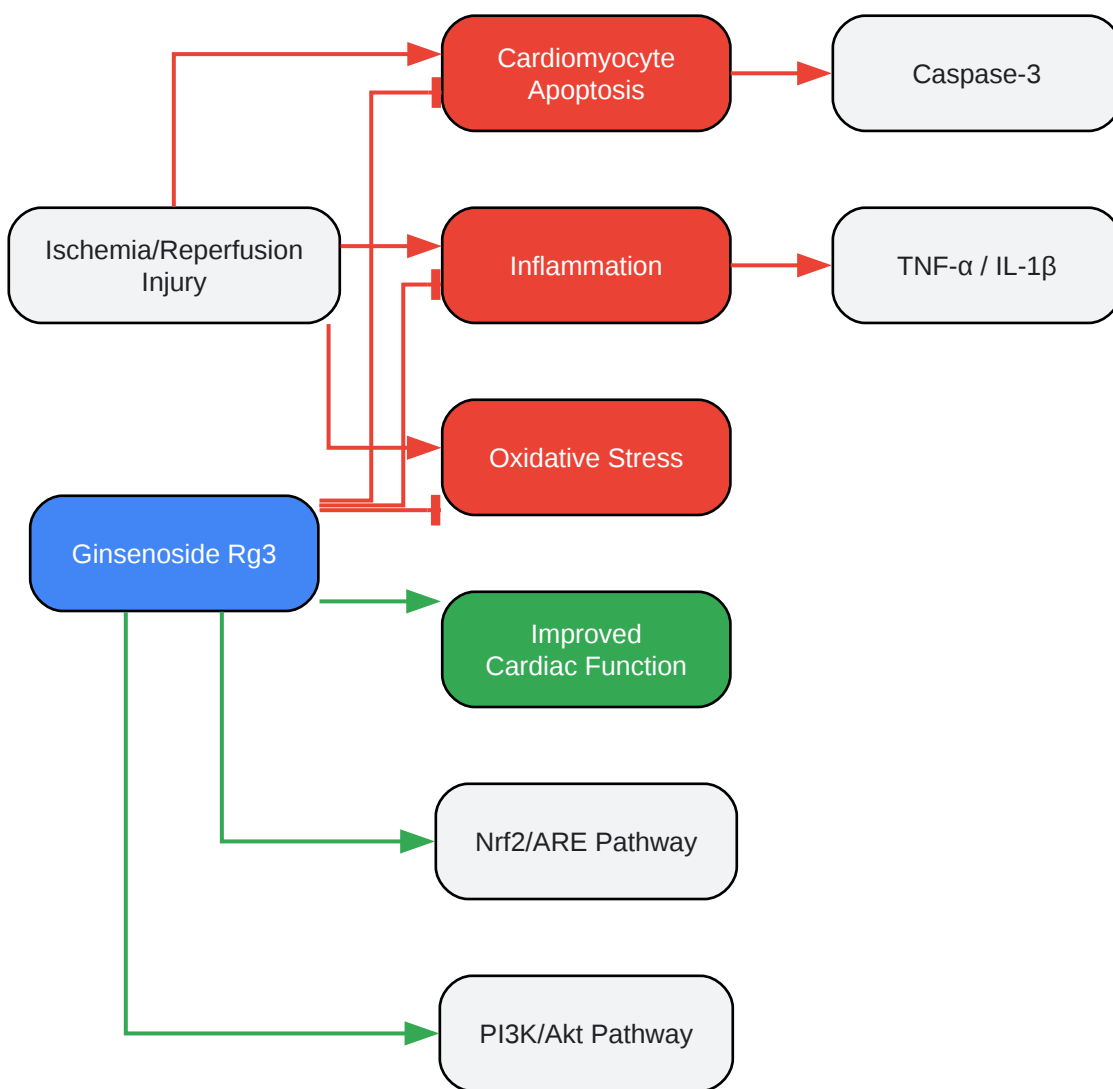 Cardiomyocyte
Apoptosis
Caspase-3
Ischemia/Reperfusion
Injury
Inflammation
TNF-α / IL-1β
Oxidative Stress
Ginsenoside Rg3
Improved
Cardiac Function
Nrf2/ARE Pathway
PI3K/Akt Pathway